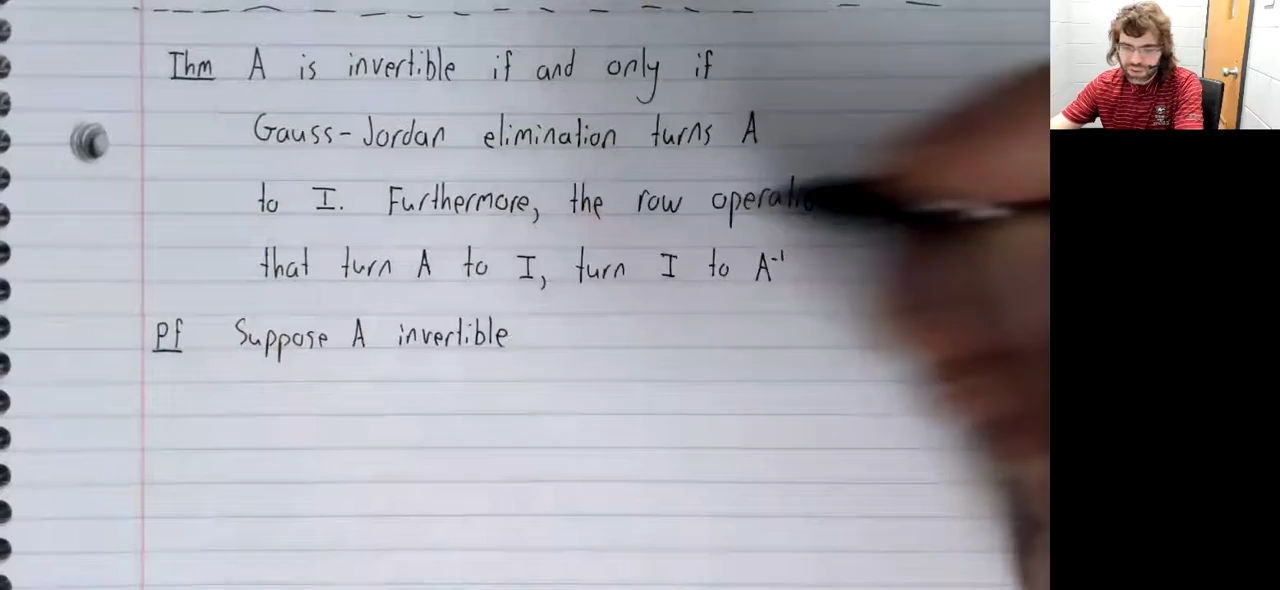 Thm A is invertible if and only if
Gauss-Jordan elimination turns A
to I. Furthermore, the row
that turn A to I, turn I to A⁻¹
Pf Suppose A invertible